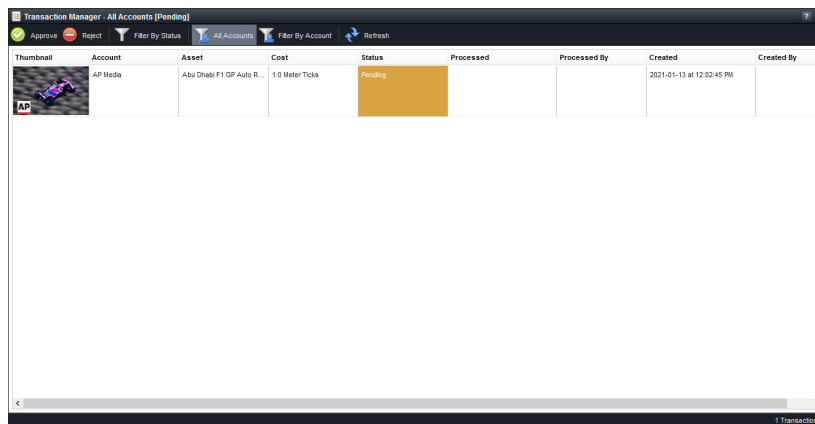 Transaction Manager - All Accounts [Pending] ?
Approve Reject Filter By Status All Accounts Filter By Account Refresh
Thumbnail Account Asset Cost Status Processed Processed By Created Created By
AP AP Media Abu Dhabi F1 GP Auto R... 1.0 Meter Ticks Pending 2021-01-13 at 12:02:45 PM
1 Transaction